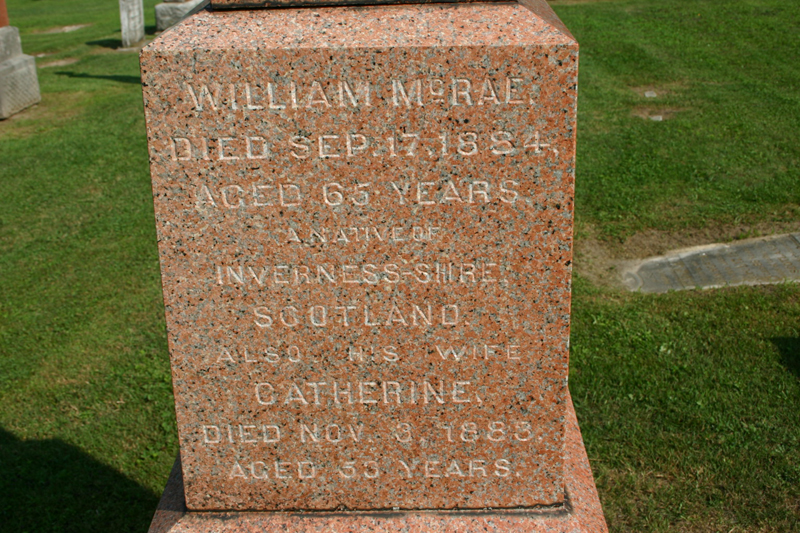 WILLIAM McRAE,
DIED SEP. 17, 1884,
AGED 65 YEARS.
A NATIVE OF
INVERNESS-SHIRE,
SCOTLAND.
ALSO HIS WIFE
CATHERINE,
DIED NOV. 3, 1883.
AGED 53 YEARS.